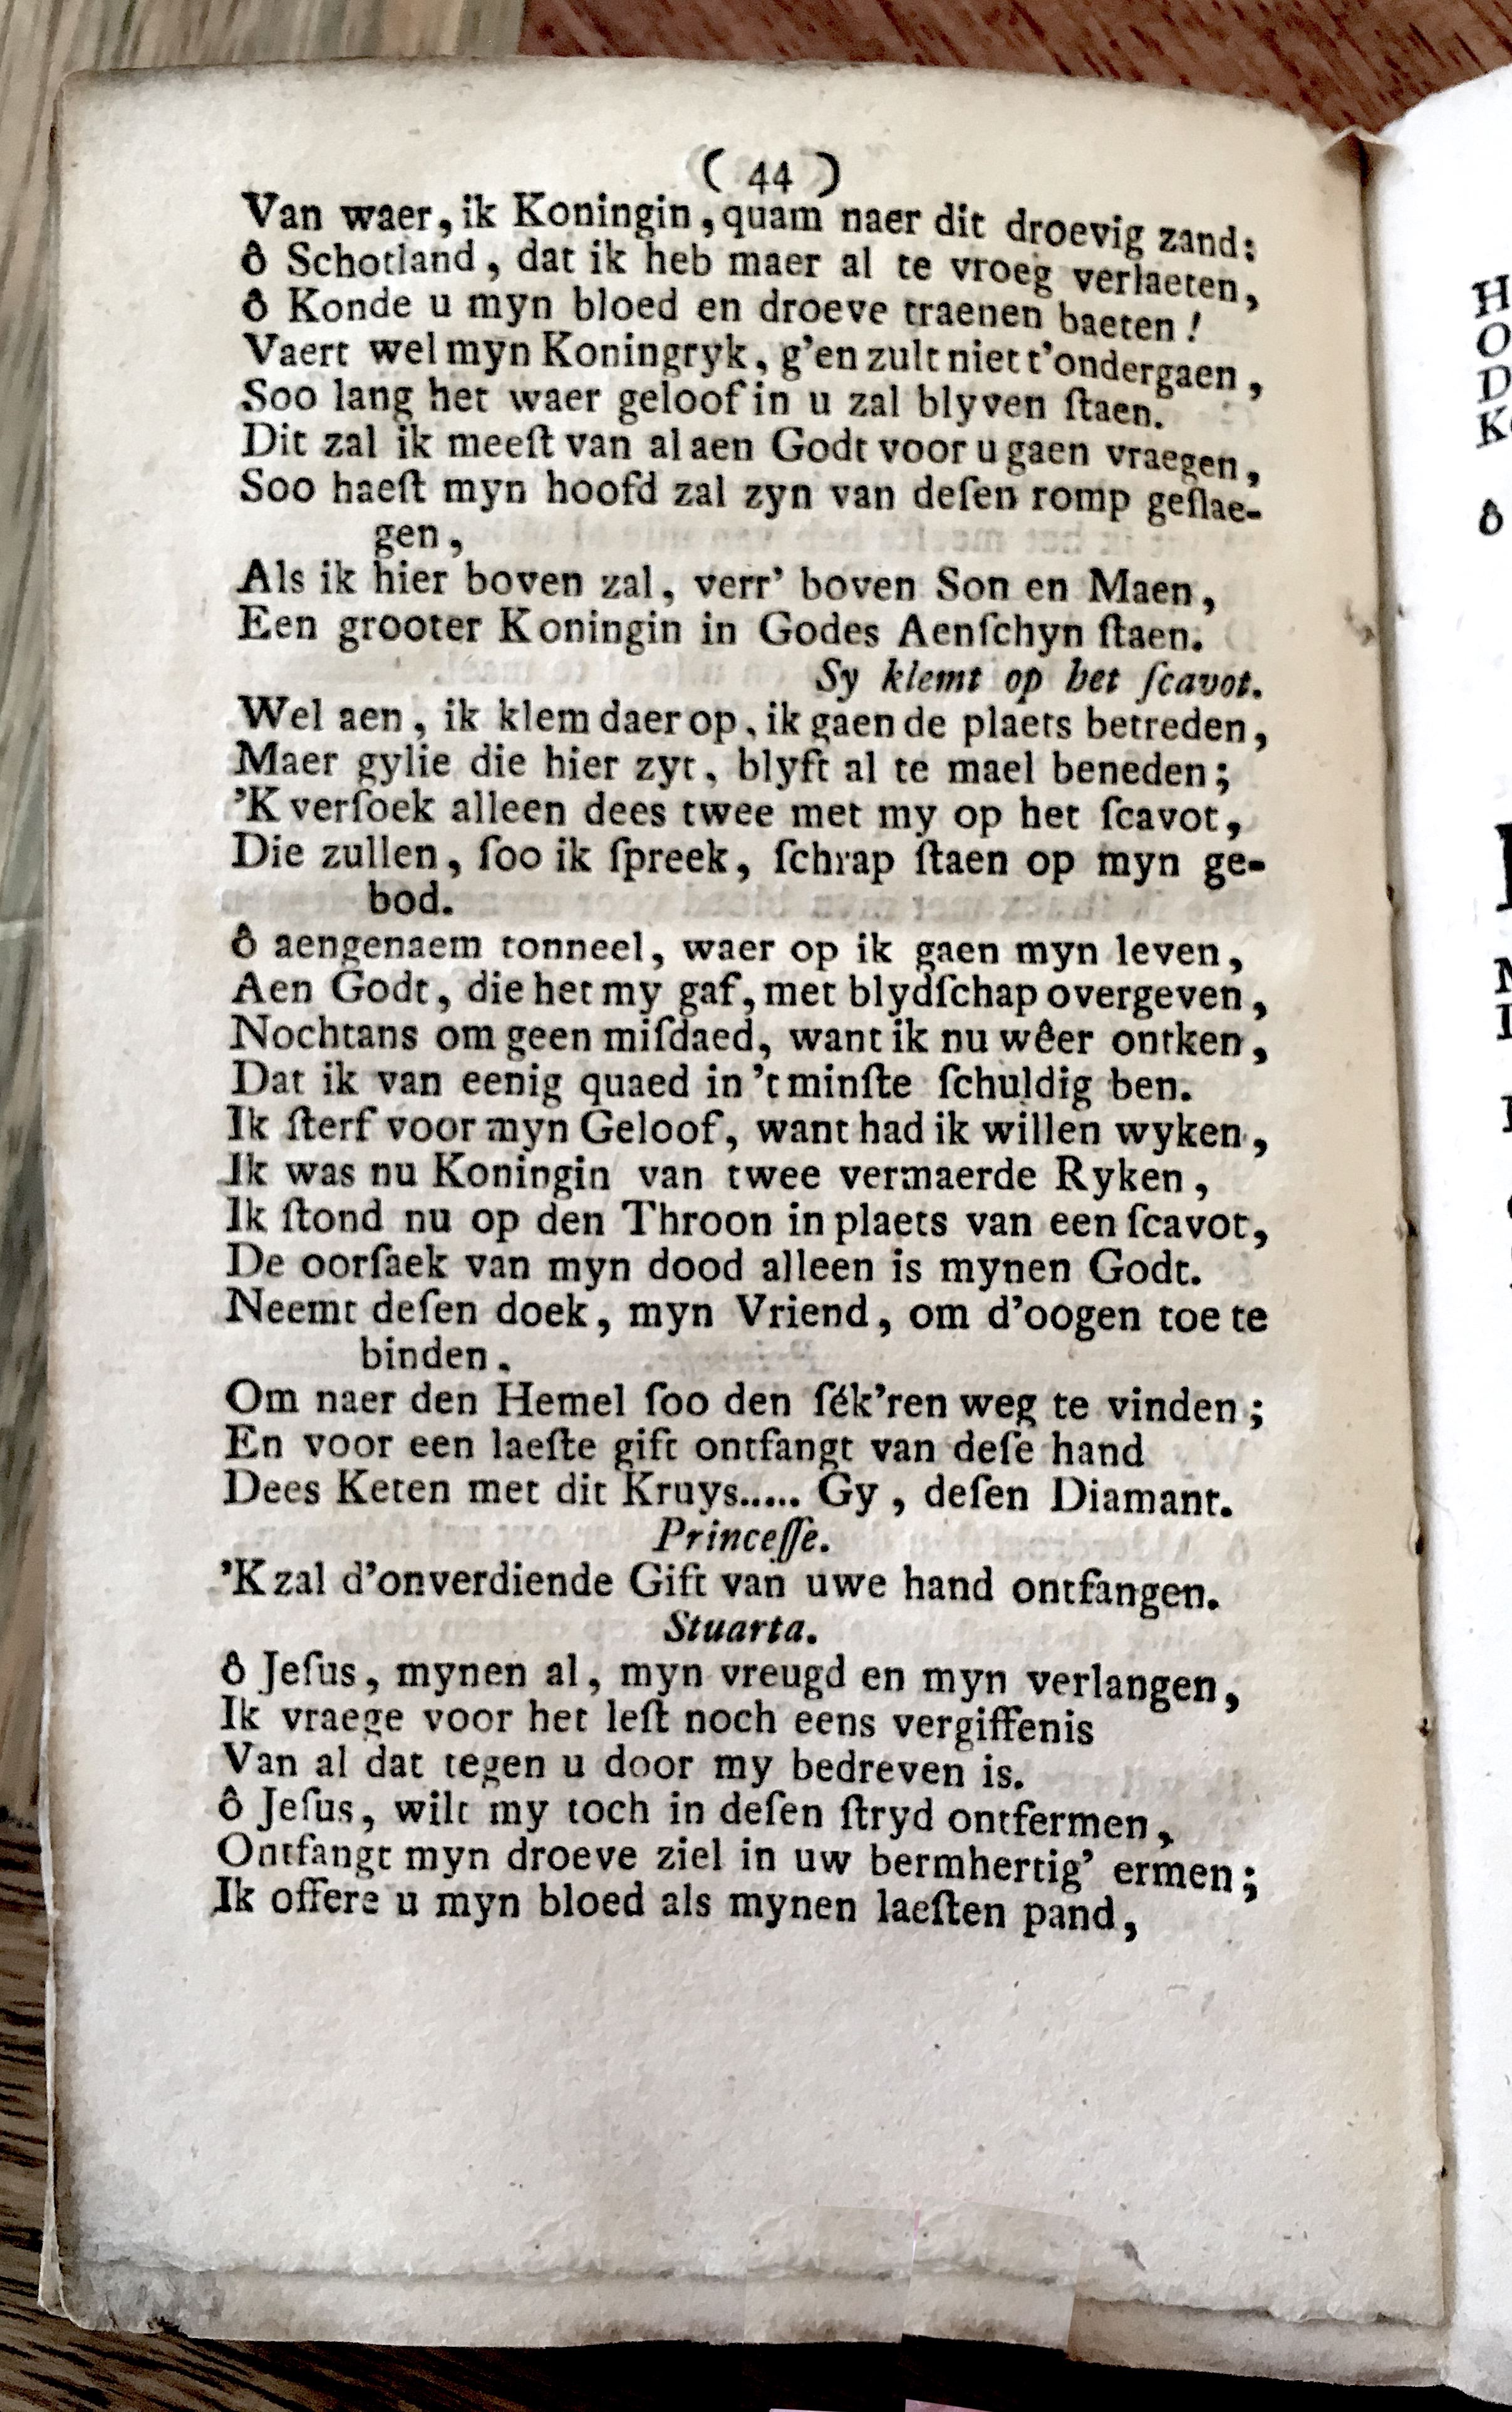 ( 44 )
Van waer, ik Koningin, quam naer dit droevig zand:
ô Schotland, dat ik heb maer al te vroeg verlaeten,
ô Konde u myn bloed en droeve traenen baeten!
Vaert wel myn Koningryk, g'en zult niet t'ondergaen,
Soo lang het waer geloof in u zal blyven ſtaen.
Dit zal ik meeſt van al aen Godt voor u gaen vraegen,
Soo haeſt myn hoofd zal zyn van deſen romp geſlae-
gen,
Als ik hier boven zal, verr' boven Son en Maen,
Een grooter Koningin in Godes Aenſchyn ſtaen.
Sy klemt op het ſcavot.
Wel aen, ik klem daer op, ik gaen de plaets betreden,
Maer gylie die hier zyt, blyft al te mael beneden;
'K verſoek alleen dees twee met my op het ſcavot,
Die zullen, ſoo ik ſpreek, ſchrap ſtaen op myn ge-
bod.
ô aengenaem tonneel, waer op ik gaen myn leven,
Aen Godt, die het my gaf, met blydſchap overgeven,
Nochtans om geen miſdaed, want ik nu wêer ontken,
Dat ik van eenig quaed in 't minſte ſchuldig ben.
Ik ſterf voor myn Geloof, want had ik willen wyken,
Ik was nu Koningin van twee vermaerde Ryken,
Ik ſtond nu op den Throon in plaets van een ſcavot,
De oorſaek van myn dood alleen is mynen Godt.
Neemt deſen doek, myn Vriend, om d'oogen toe te
binden.
Om naer den Hemel ſoo den ſék'ren weg te vinden;
En voor een laeſte gift ontfangt van deſe hand
Dees Keten met dit Kruys..... Gy, deſen Diamant.
Princeſſe.
'K zal d'onverdiende Gift van uwe hand ontfangen.
Stuarta.
ô Jeſus, mynen al, myn vreugd en myn verlangen,
Ik vraege voor het leſt noch eens vergiffenis
Van al dat tegen u door my bedreven is.
ô Jeſus, wilt my toch in deſen ſtryd ontfermen,
Ontfangt myn droeve ziel in uw bermhertig' ermen;
Ik offere u myn bloed als mynen laeſten pand,